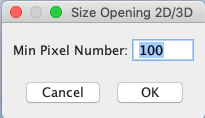 Size Opening 2D/3D
Min Pixel Number: 100
Cancel OK